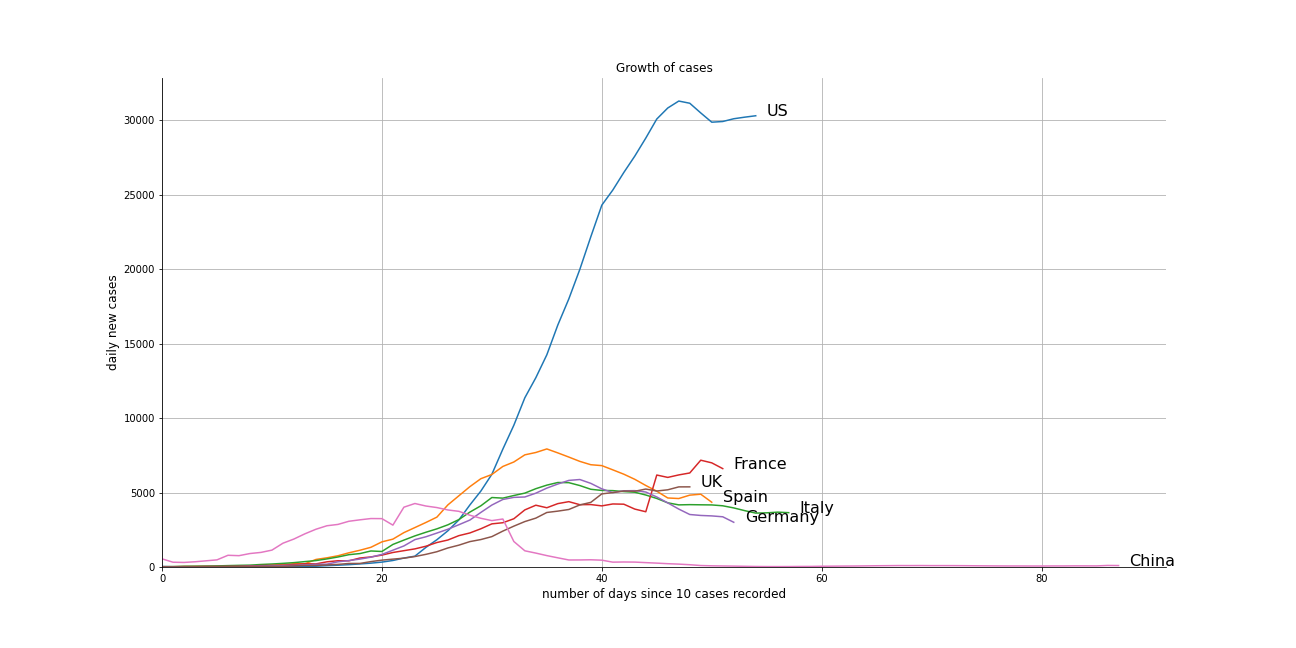 Growth of cases
daily new cases
30000
25000
20000
15000
10000
5000
0
US
France
UK
Spain
Italy
Germany
China
0 20 40 60 80
number of days since 10 cases recorded